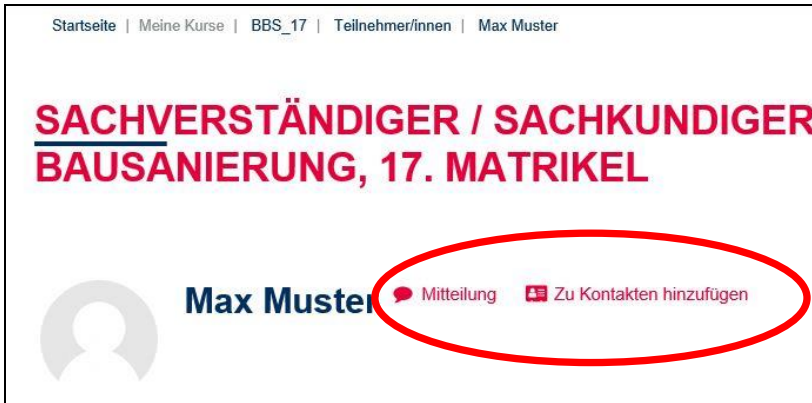 Startseite | Meine Kurse | BBS_17 | Teilnehmer/innen | Max Muster
SACHVERSTÄNDIGER / SACHKUNDIGER
BAUSANIERUNG, 17. MATRIKEL
Max Muster Mitteilung Zu Kontakten hinzufügen